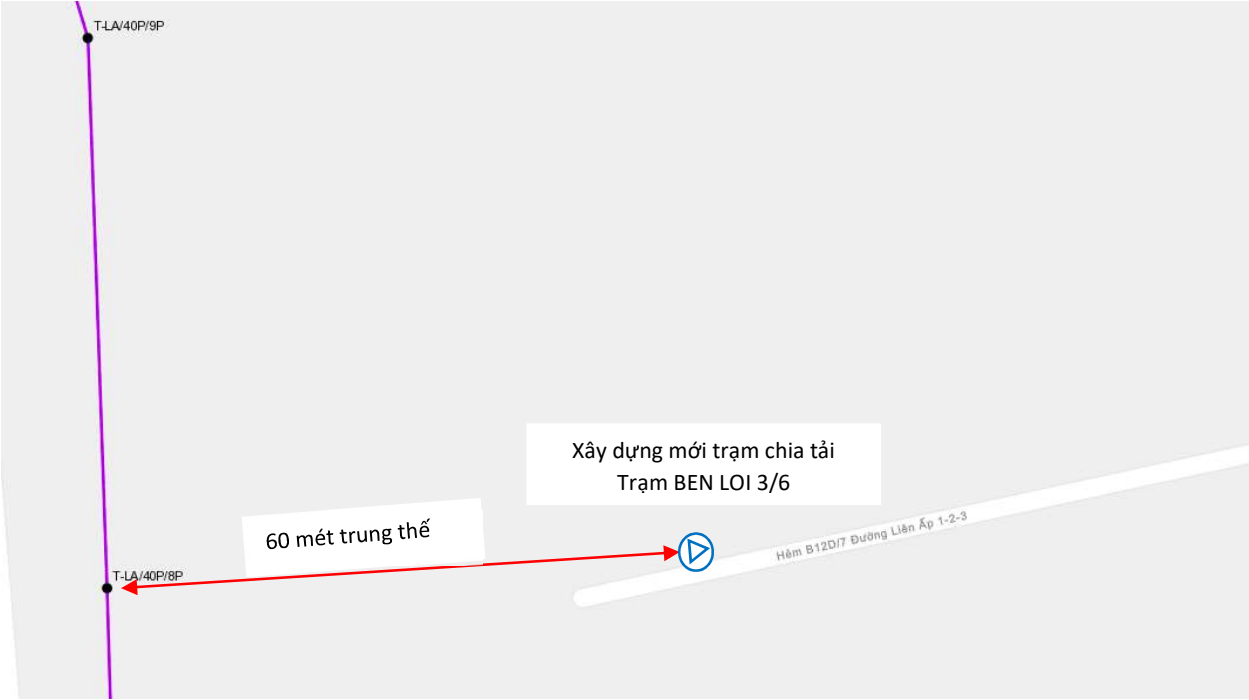 T-LA/40P/9P
Xây dựng mới trạm chia tải
Trạm BEN LOI 3/6
60 mét trung thế
Hẻm B12D/7 Đường Liên Ấp 1-2-3
T-LA/40P/8P